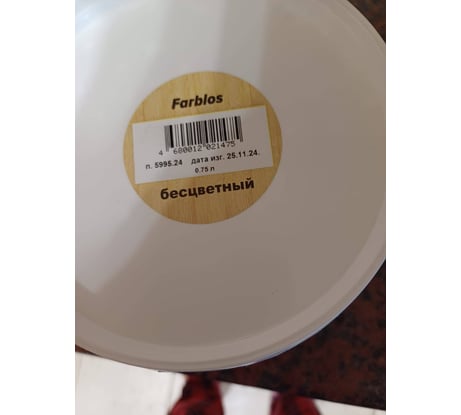 Farblos
4 600012 021475
п. 5995.24 дата изг. 25.11.24.
0.75 л
бесцветный